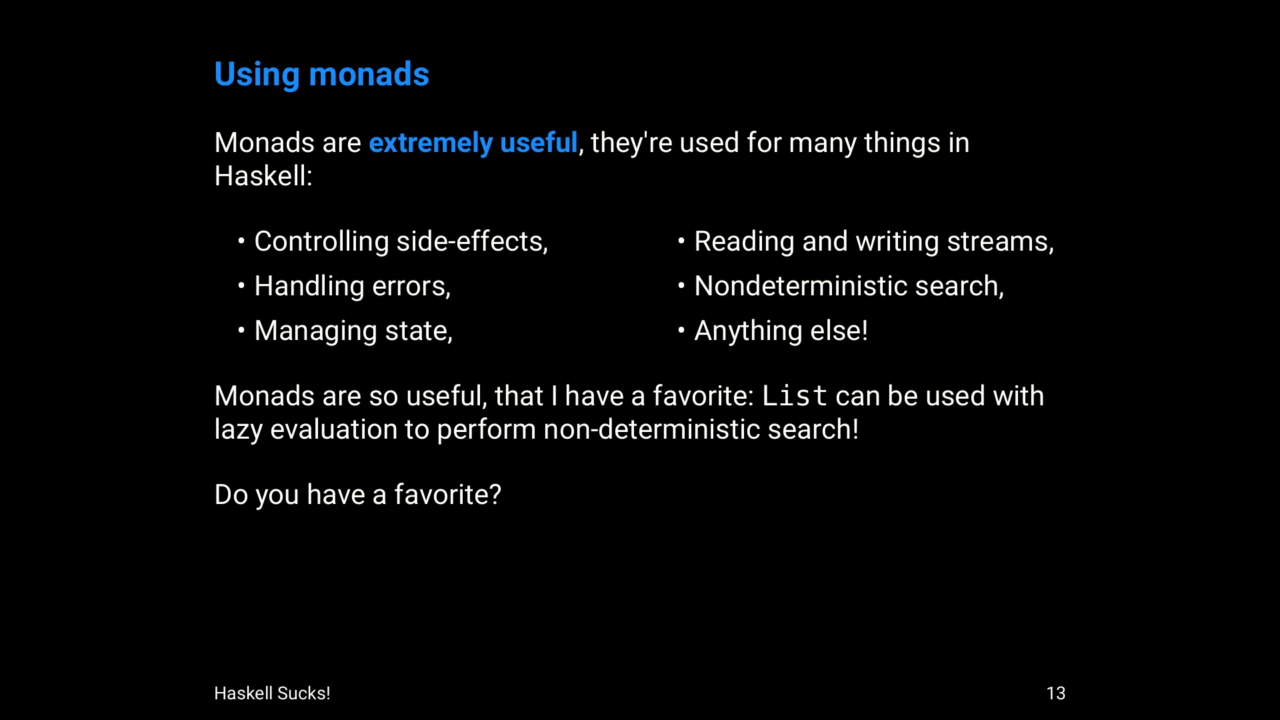 Using monads
Monads are extremely useful, they're used for many things in
Haskell:
• Controlling side-effects,
• Handling errors,
• Managing state,
• Reading and writing streams,
• Nondeterministic search,
• Anything else!
Monads are so useful, that I have a favorite: List can be used with
lazy evaluation to perform non-deterministic search!
Do you have a favorite?
Haskell Sucks!
13